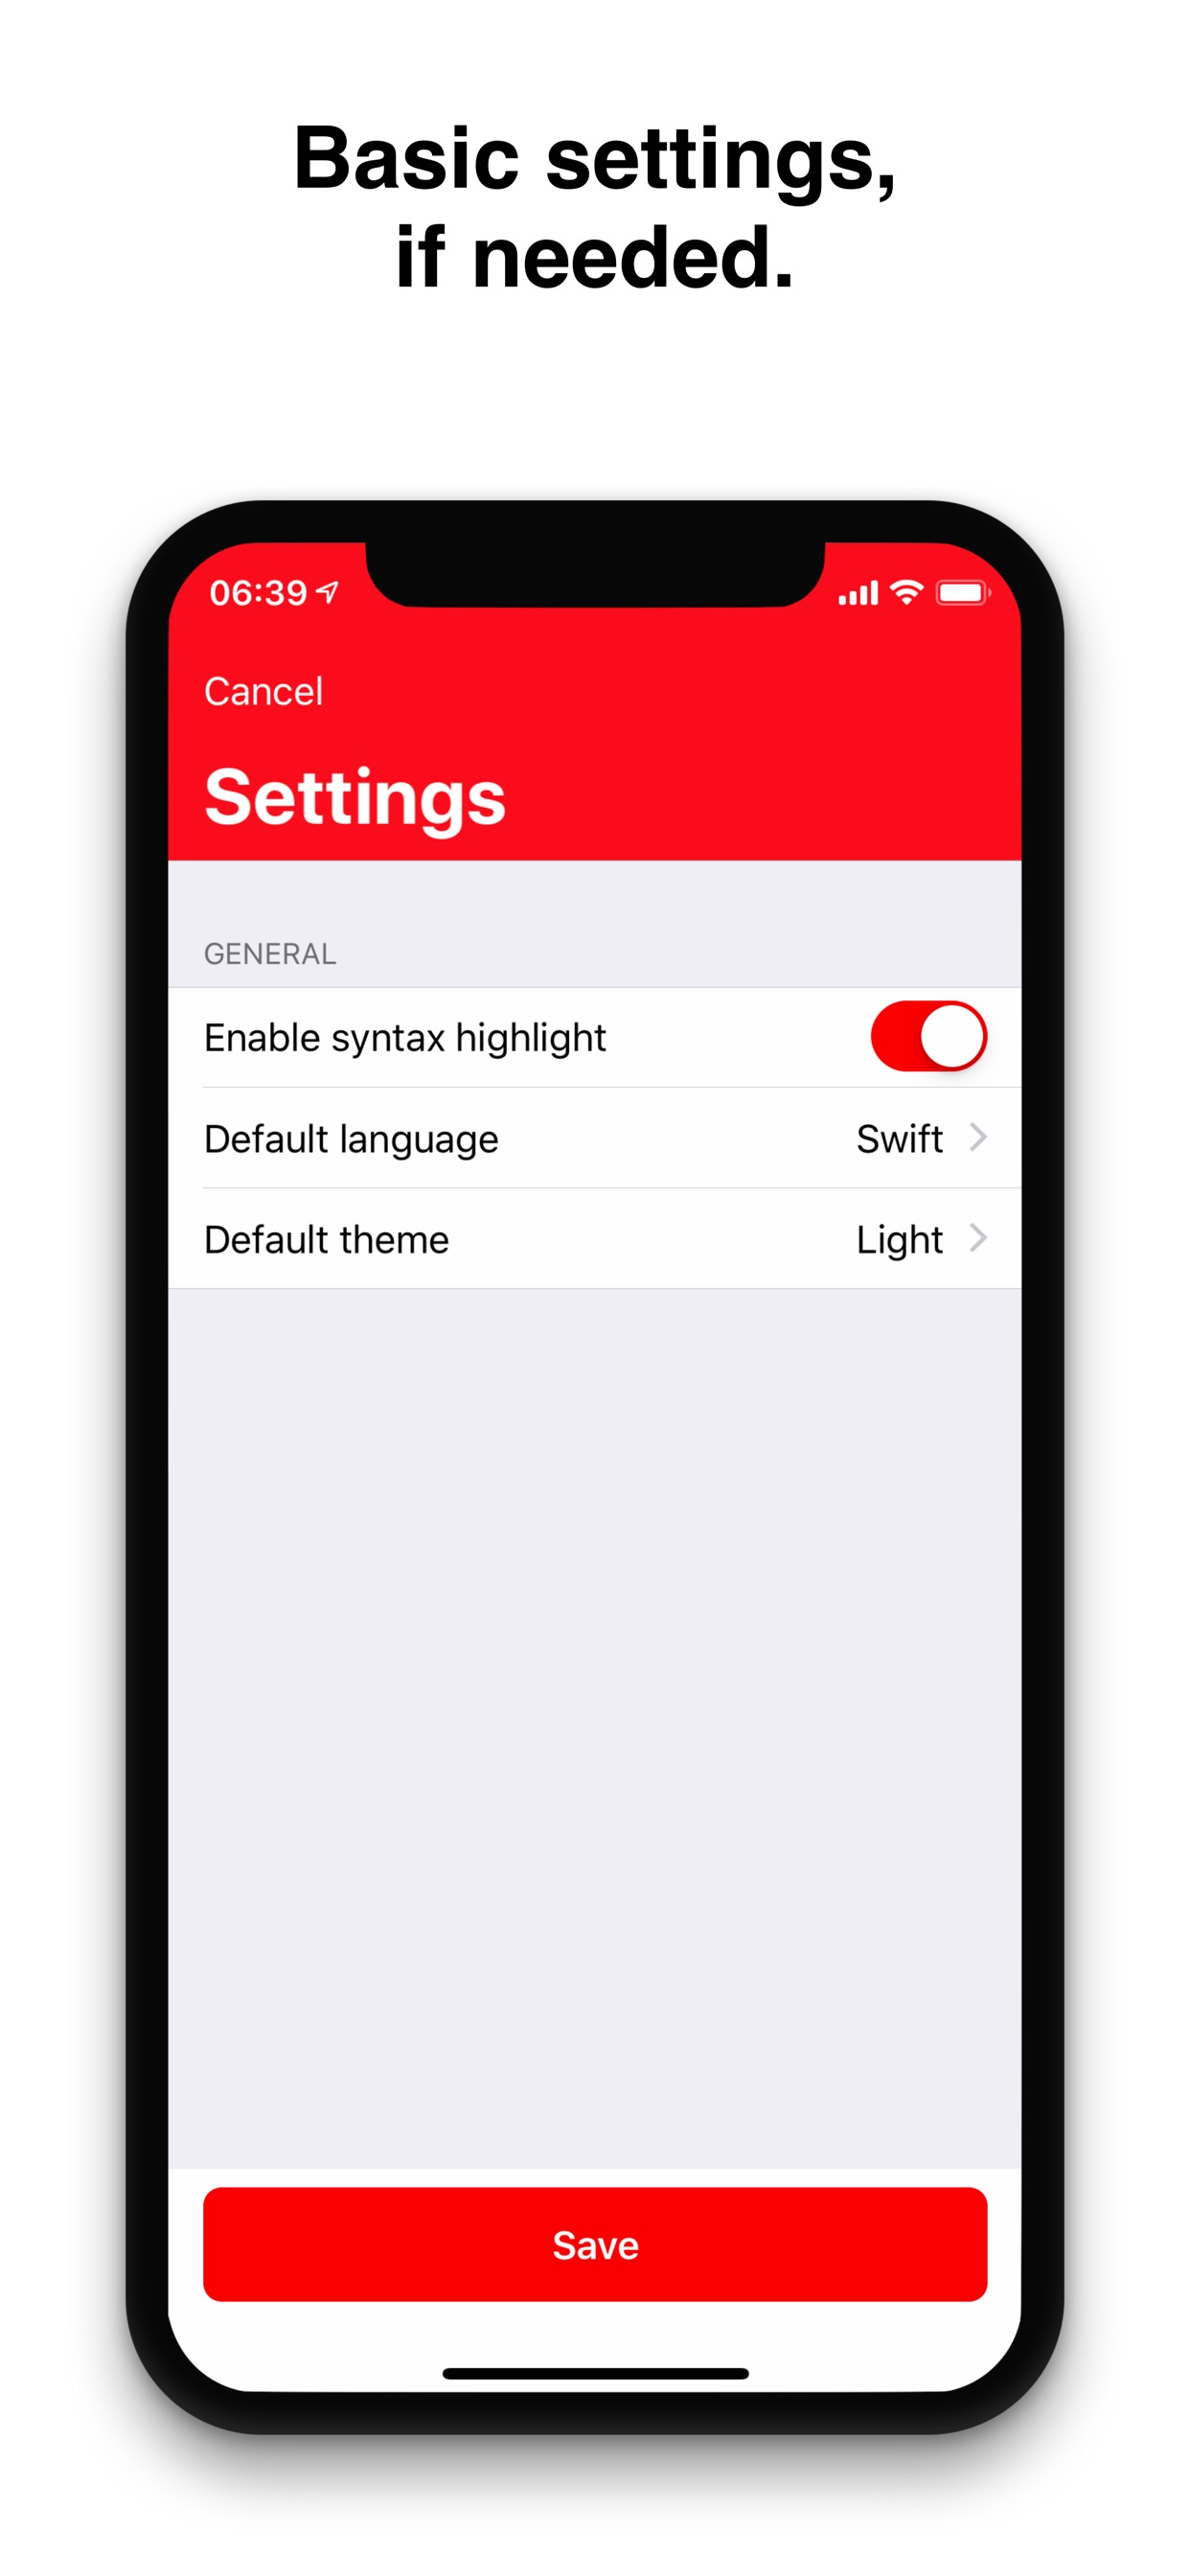 Basic settings,
if needed.
06:39
Cancel
Settings
GENERAL
Enable syntax highlight
Default language Swift
Default theme Light
Save